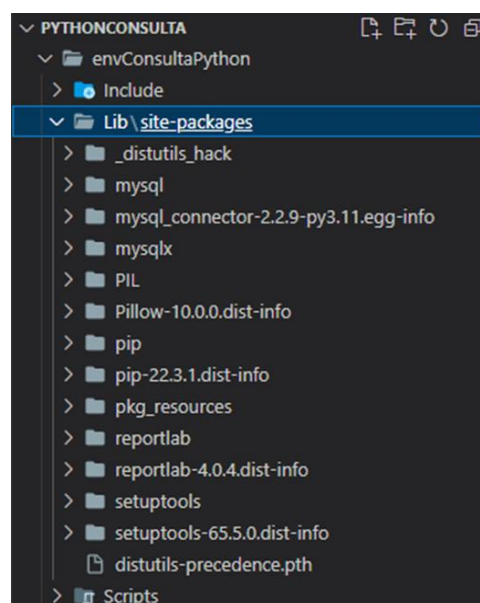 PYTHONCONSULTA
envConsultaPython
Include
Lib\site-packages
_distutils_hack
mysql
mysql_connector-2.2.9-py3.11.egg-info
mysqlx
PIL
Pillow-10.0.0.dist-info
pip
pip-22.3.1.dist-info
pkg_resources
reportlab
reportlab-4.0.4.dist-info
setuptools
setuptools-65.5.0.dist-info
distutils-precedence.pth
Scripts